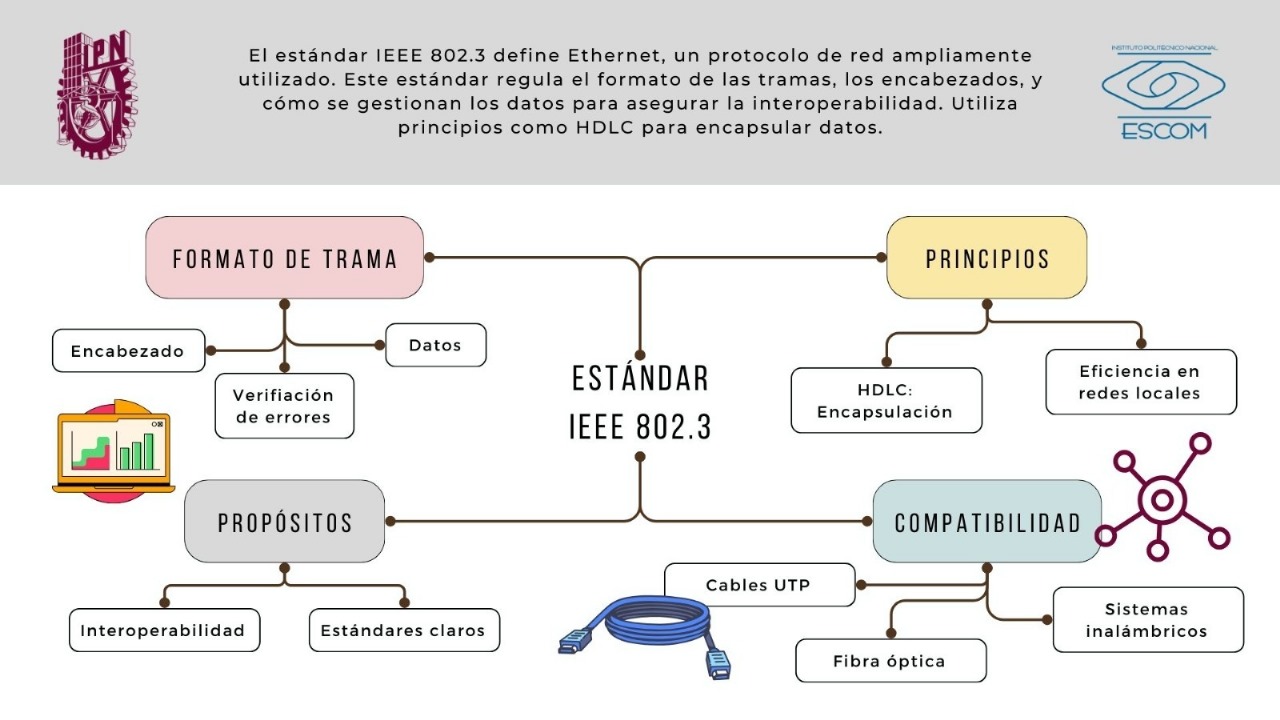 IPN
El estándar IEEE 802.3 define Ethernet, un protocolo de red ampliamente
utilizado. Este estándar regula el formato de las tramas, los encabezados, y
cómo se gestionan los datos para asegurar la interoperabilidad. Utiliza
principios como HDLC para encapsular datos.
INSTITUTO POLITÉCNICO NACIONAL
ESCOM
FORMATO DE TRAMA
PRINCIPIOS
Encabezado
Datos
Verifiación
de errores
ESTÁNDAR
IEEE 802.3
HDLC:
Encapsulación
Eficiencia en
redes locales
PROPÓSITOS
COMPATIBILIDAD
Interoperabilidad
Estándares claros
Cables UTP
Fibra óptica
Sistemas
inalámbricos